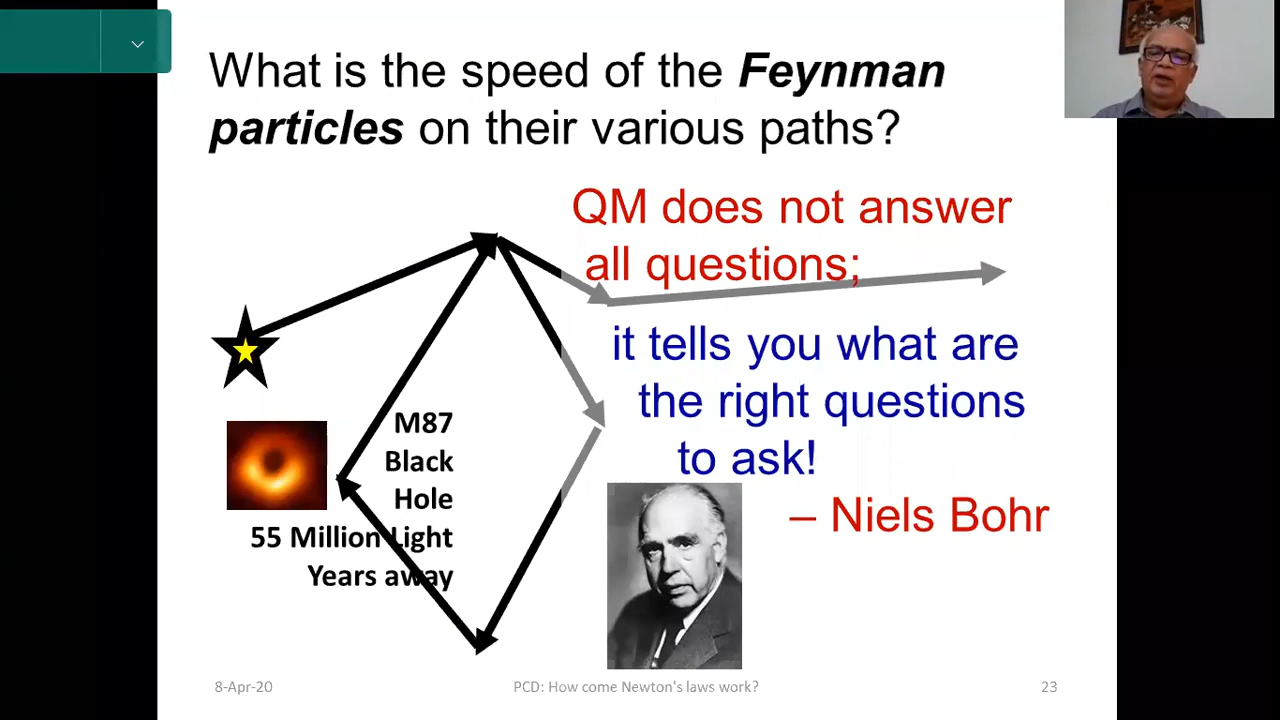 What is the speed of the Feynman
particles on their various paths?
QM does not answer
all questions;
it tells you what are
the right questions
to ask!
– Niels Bohr
M87
Black
Hole
55 Million Light
Years away
8-Apr-20
PCD: How come Newton's laws work?
23